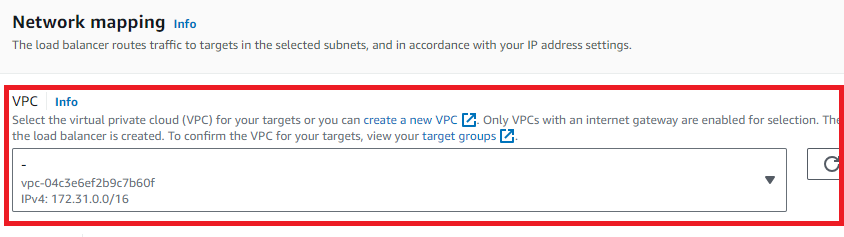 Network mapping Info
The load balancer routes traffic to targets in the selected subnets, and in accordance with your IP address settings.
VPC Info
Select the virtual private cloud (VPC) for your targets or you can create a new VPC. Only VPCs with an internet gateway are enabled for selection. The
the load balancer is created. To confirm the VPC for your targets, view your target groups.
-
vpc-04c3e6ef2b9c7b60f
IPv4: 172.31.0.0/16